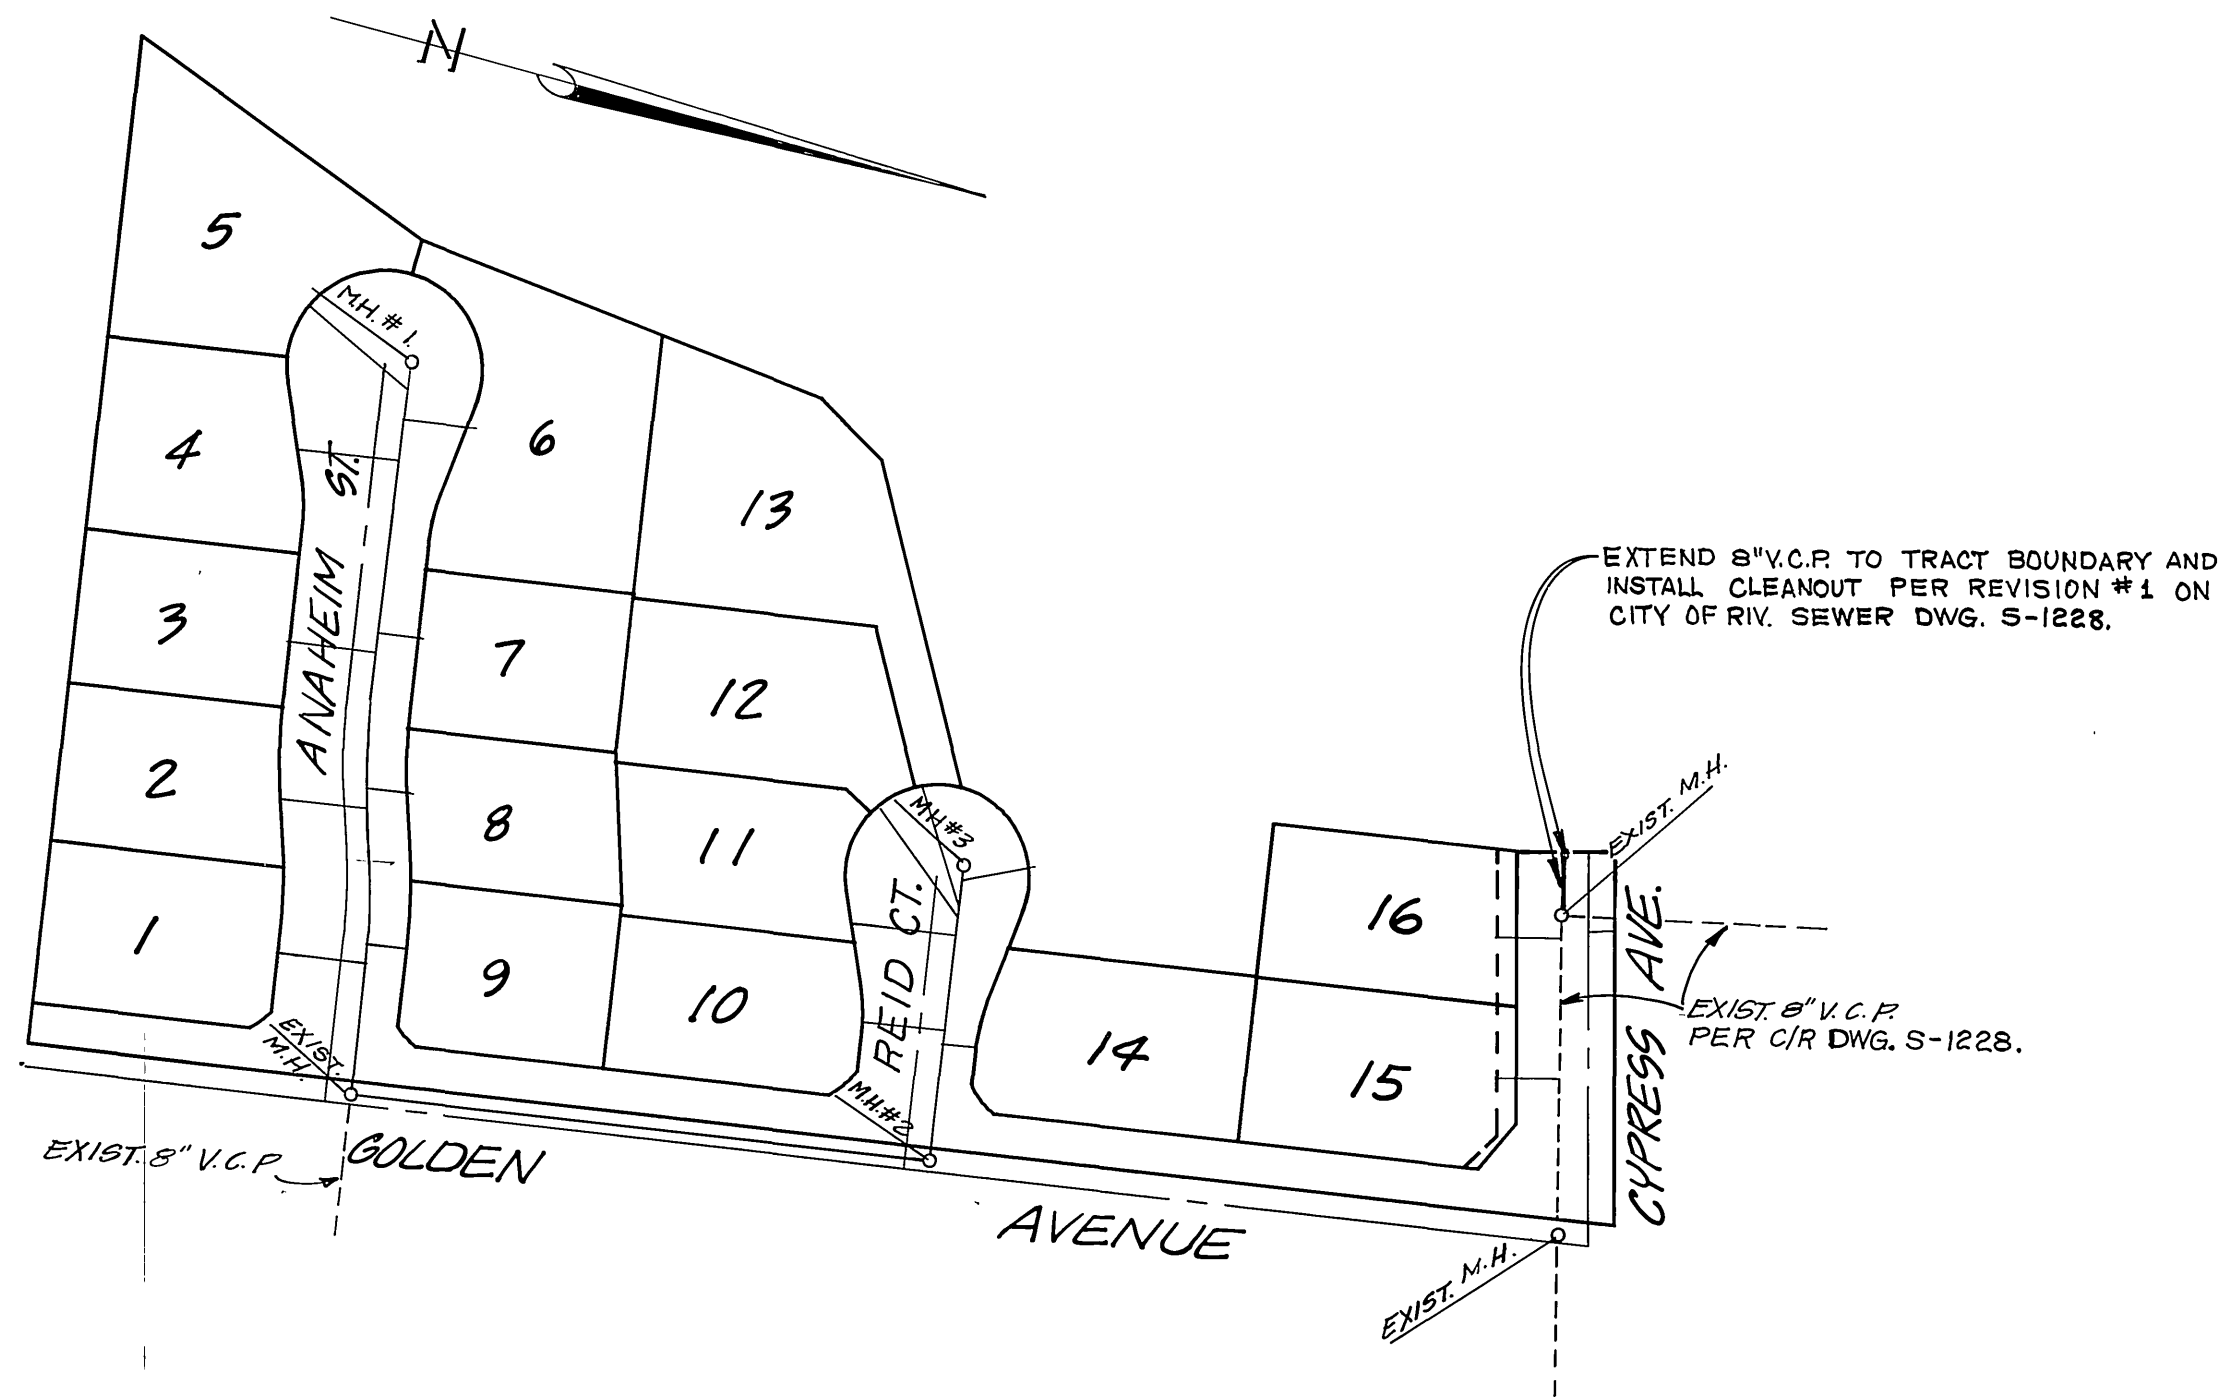 N
5
M.H. # 1.
4
ANAHEIM ST.
6
13
3
7
12
2
8
11
1
9
10
MH #3
REID CT.
M.H.#2
14
16
15
EXTEND 8"V.C.P. TO TRACT BOUNDARY AND
INSTALL CLEANOUT PER REVISION #1 ON
CITY OF RIV. SEWER DWG. S-1228.
EXIST. M.H.
CYPRESS AVE.
EXIST. 8" V.C.P.
PER C/R DWG. S-1228.
EXIST.
M.H.
EXIST. 8" V.C.P.
GOLDEN AVENUE
EXIST. M.H.